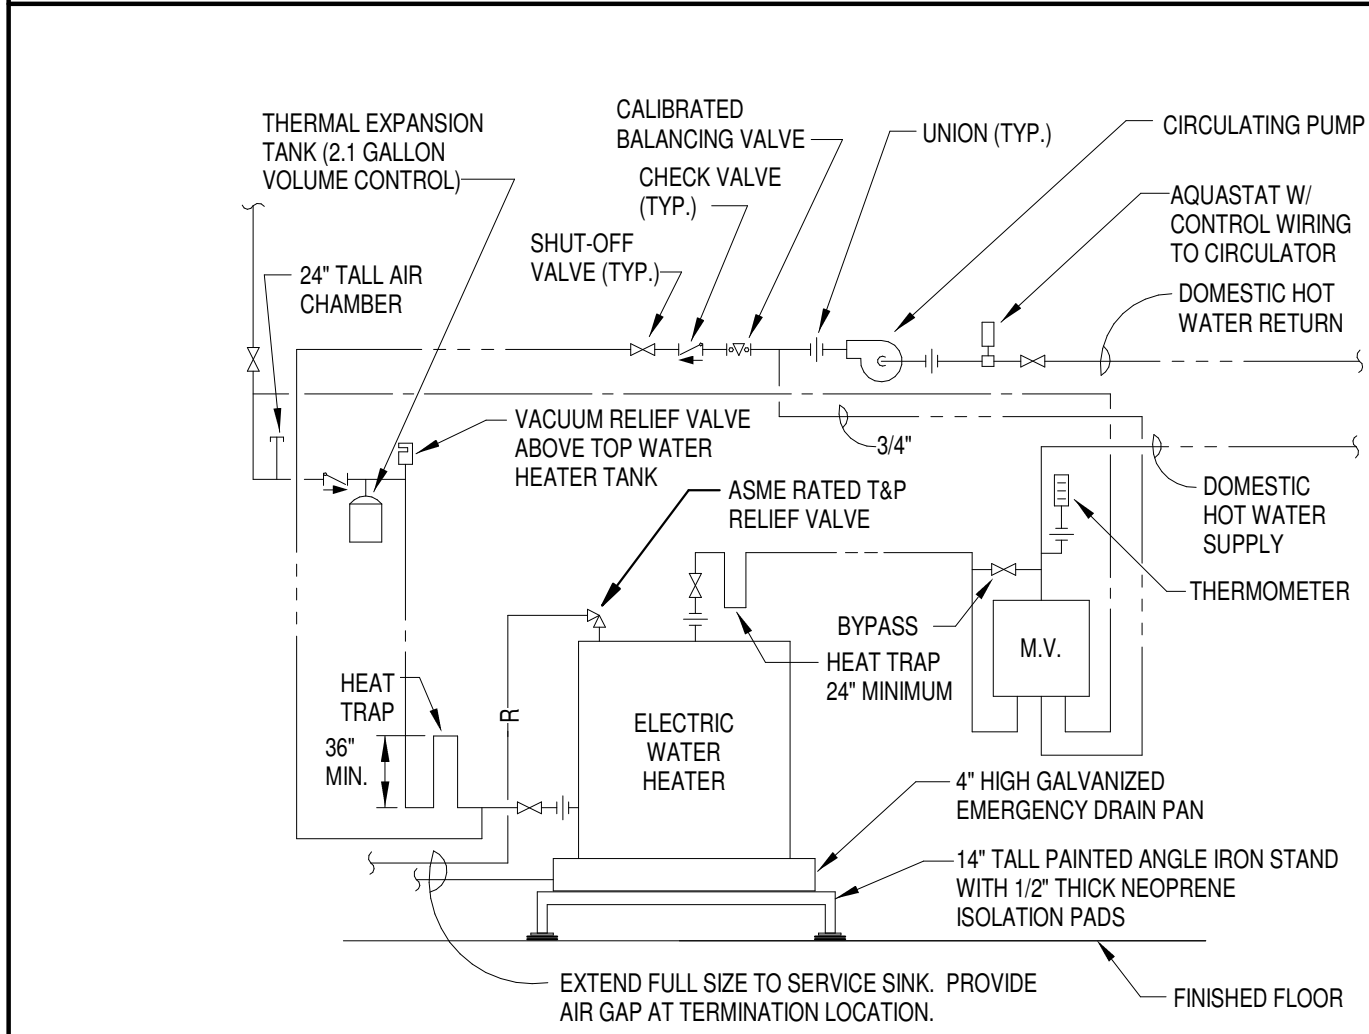 THERMAL EXPANSION
TANK (2.1 GALLON
VOLUME CONTROL)
CALIBRATED
BALANCING VALVE
CHECK VALVE
(TYP.)
SHUT-OFF
VALVE (TYP.)
UNION (TYP.)
CIRCULATING PUMP
AQUASTAT W/
CONTROL WIRING
TO CIRCULATOR
DOMESTIC HOT
WATER RETURN
24" TALL AIR
CHAMBER
VACUUM RELIEF VALVE
ABOVE TOP WATER
HEATER TANK
3/4"
ASME RATED T&P
RELIEF VALVE
DOMESTIC
HOT WATER
SUPPLY
THERMOMETER
BYPASS
M.V.
HEAT TRAP
24" MINIMUM
HEAT
TRAP
36"
MIN.
R
ELECTRIC
WATER
HEATER
4" HIGH GALVANIZED
EMERGENCY DRAIN PAN
14" TALL PAINTED ANGLE IRON STAND
WITH 1/2" THICK NEOPRENE
ISOLATION PADS
EXTEND FULL SIZE TO SERVICE SINK. PROVIDE
AIR GAP AT TERMINATION LOCATION.
FINISHED FLOOR